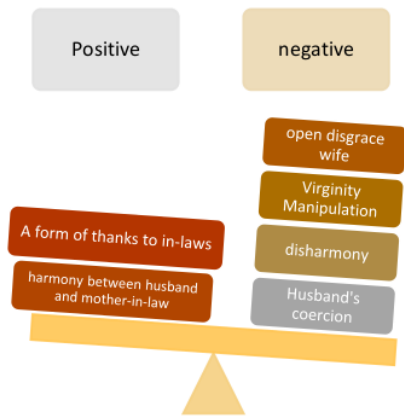 Positive
negative
open disgrace
wife
Virginity
Manipulation
A form of thanks to in-laws
disharmony
harmony between husband
and mother-in-law
Husband's
coercion